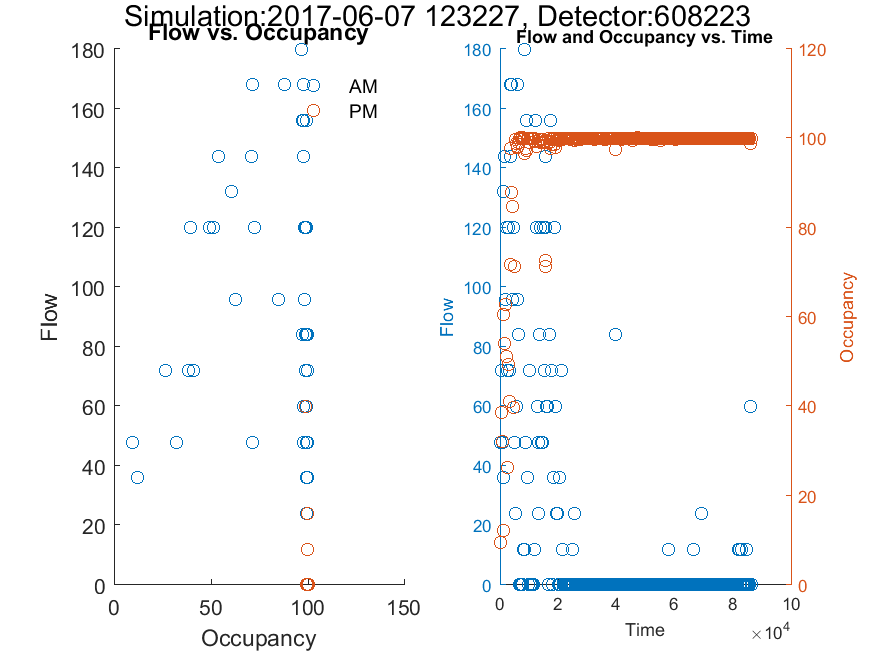 Simulation:2017-06-07 123227, Detector:608223
Flow vs. Occupancy
180
160
140
120
100
80
60
40
20
0
0 50 100 150
Flow
Occupancy
AM
PM
Flow and Occupancy vs. Time
180
160
140
120
100
80
60
40
20
0
Flow
120
100
80
60
40
20
0
Occupancy
0 2 4 6 8 10
×10^4
Time